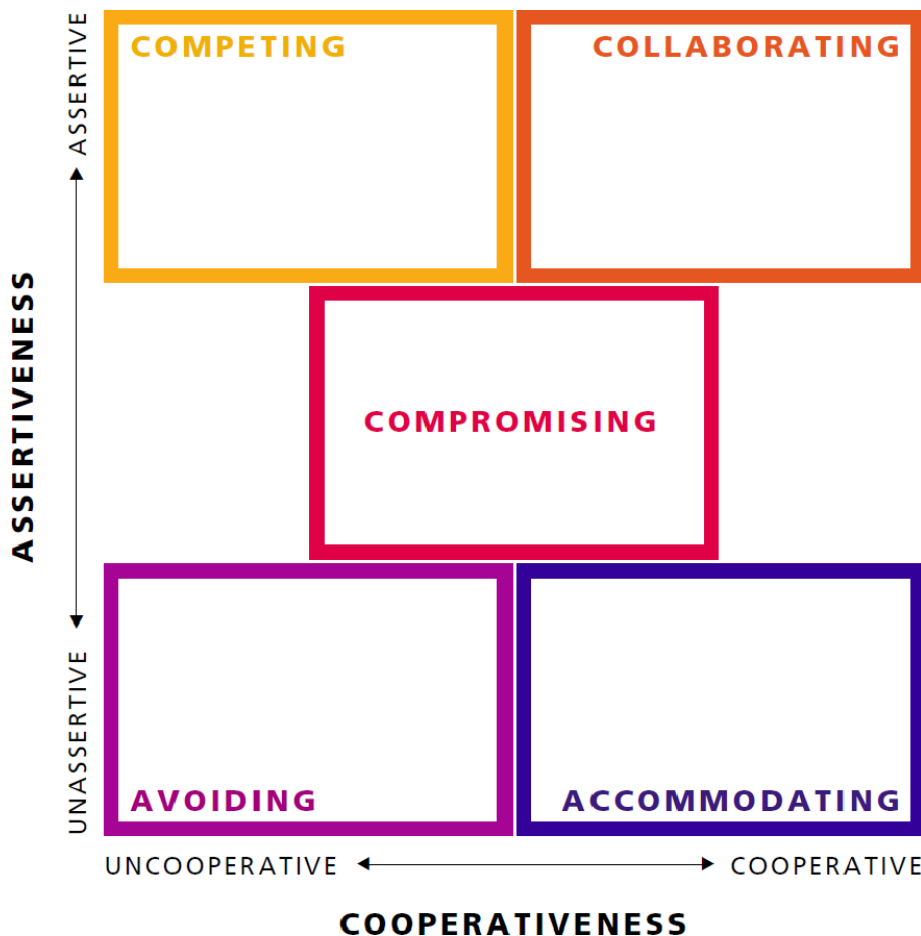 ASSERTIVE
COMPETING
COLLABORATING
ASSERTIVENESS
COMPROMISING
UNASSERTIVE
AVOIDING
ACCOMMODATING
UNCOOPERATIVE
COOPERATIVE
COOPERATIVENESS